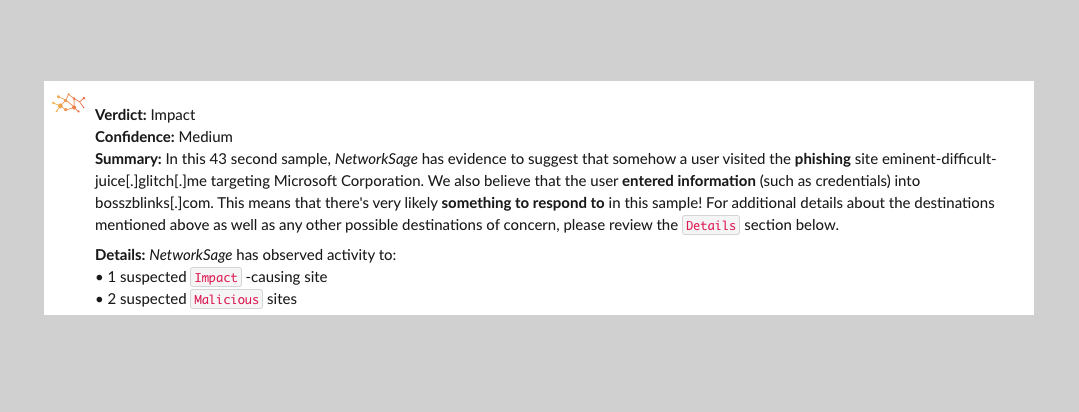 Verdict: Impact
Confidence: Medium
Summary: In this 43 second sample, NetworkSage has evidence to suggest that somehow a user visited the phishing site eminent-difficult-
juice[.]glitch[.]me targeting Microsoft Corporation. We also believe that the user entered information (such as credentials) into
bosszblinks[.]com. This means that there's very likely something to respond to in this sample! For additional details about the destinations
mentioned above as well as any other possible destinations of concern, please review the Details section below.
Details: NetworkSage has observed activity to:
• 1 suspected Impact -causing site
• 2 suspected Malicious sites